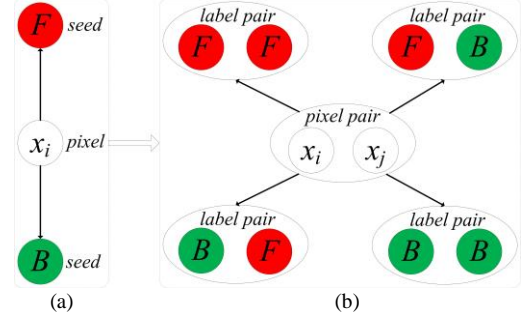 F seed
x_i pixel
B seed
(a)
label pair
F F
label pair
F B
pixel pair
x_i x_j
label pair
B F
label pair
B B
(b)